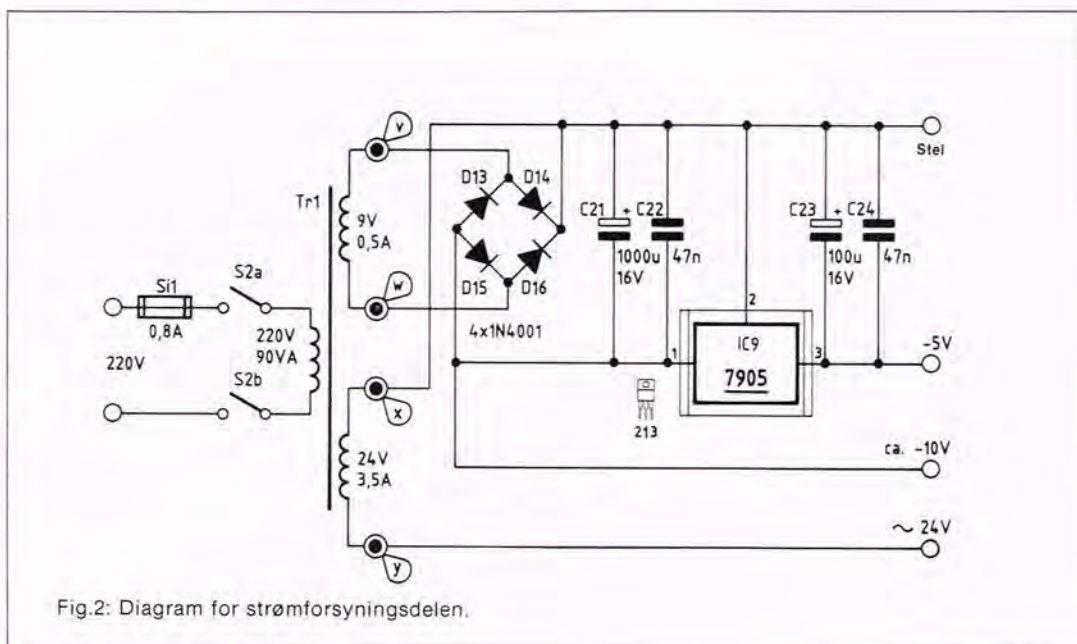 v
Stel
D13 D14
Tr1
9V
0,5A
C21 + C22
1000u 47n
16V
C23 + C24
100u 47n
16V
S2a
Si1
0,8A
w
D15 D16
4x1N4001
220V
90VA
220V
S2b
2
1
IC9
7905
3
-5V
x
213
24V
3,5A
ca. -10V
~ 24V
y
Fig.2: Diagram for strømforsyningsdelen.